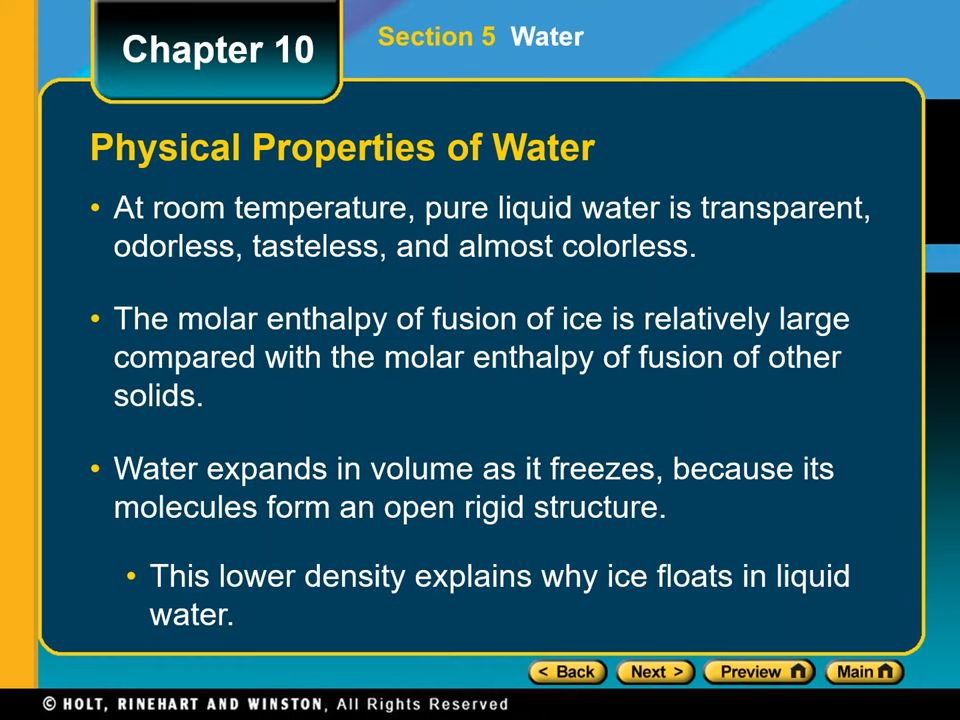 Chapter 10
Section 5 Water
Physical Properties of Water
• At room temperature, pure liquid water is transparent,
odorless, tasteless, and almost colorless.
• The molar enthalpy of fusion of ice is relatively large
compared with the molar enthalpy of fusion of other
solids.
• Water expands in volume as it freezes, because its
molecules form an open rigid structure.
• This lower density explains why ice floats in liquid
water.
< Back Next > Preview Main
© HOLT, RINEHART AND WINSTON, All Rights Reserved